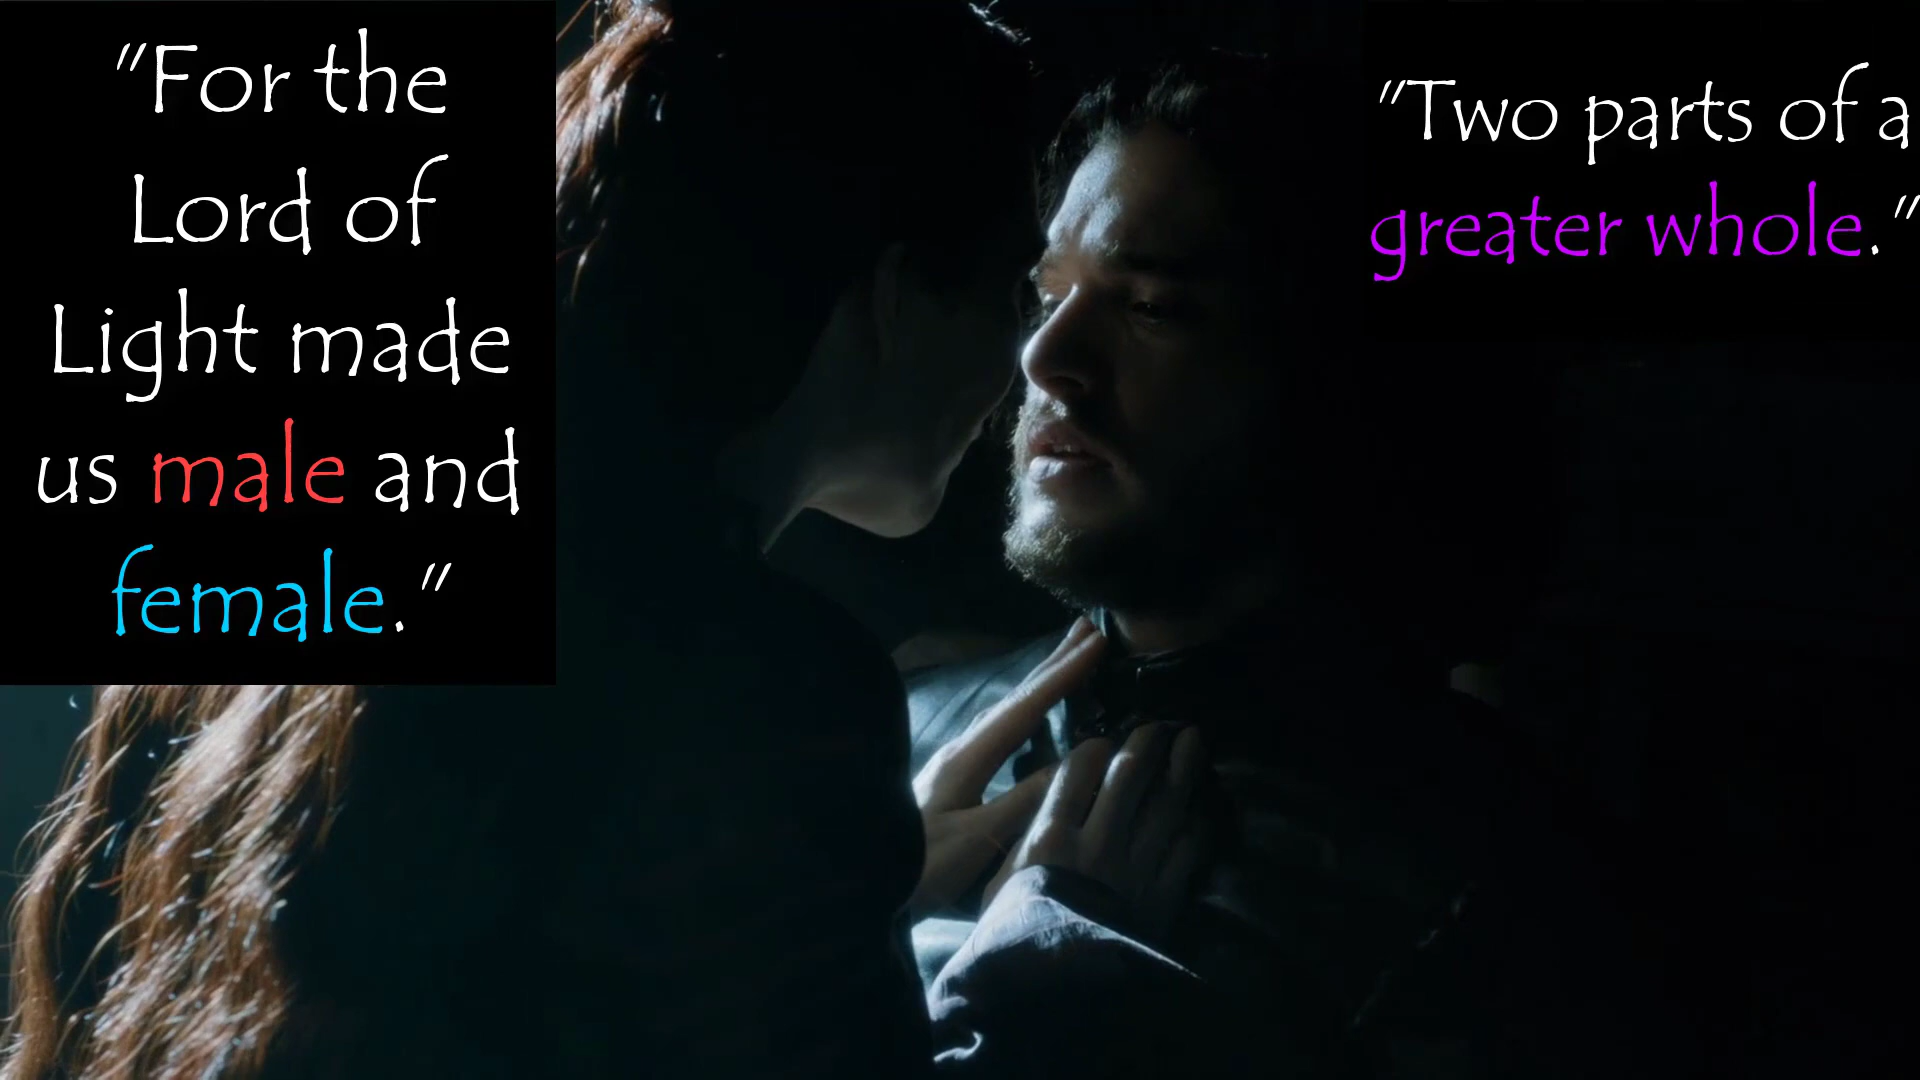 "For the
Lord of
Light made
us male and
female."
"Two parts of a
greater whole."